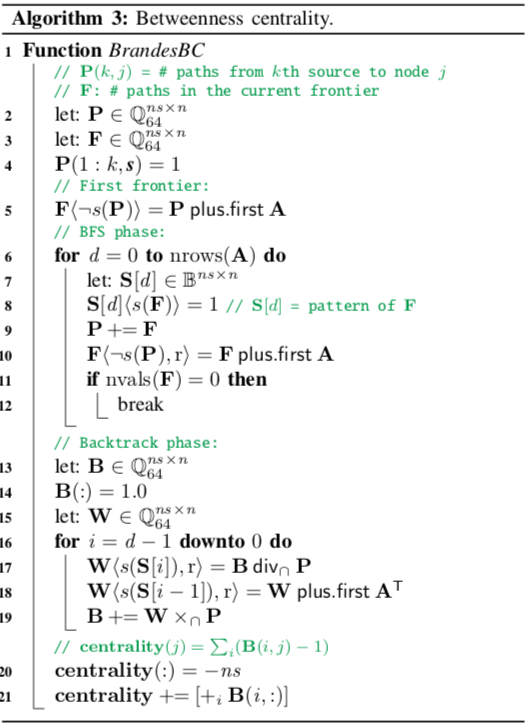 Algorithm 3: Betweenness centrality.
1 Function BrandesBC
// P(k, j) = # paths from kth source to node j
// F: # paths in the current frontier
2 let: P ∈ ℚ₆₄^{ns×n}
3 let: F ∈ ℚ₆₄^{ns×n}
4 P(1 : k, s) = 1
// First frontier:
5 F⟨¬s(P)⟩ = P plus.first A
// BFS phase:
6 for d = 0 to nrows(A) do
7 let: S[d] ∈ 𝔹^{ns×n}
8 S[d]⟨s(F)⟩ = 1 // S[d] = pattern of F
9 P += F
10 F⟨¬s(P), r⟩ = F plus.first A
11 if nvals(F) = 0 then
12 break
// Backtrack phase:
13 let: B ∈ ℚ₆₄^{ns×n}
14 B(:) = 1.0
15 let: W ∈ ℚ₆₄^{ns×n}
16 for i = d − 1 downto 0 do
17 W⟨s(S[i]), r⟩ = B div∩ P
18 W⟨s(S[i − 1]), r⟩ = W plus.first Aᵀ
19 B += W ×∩ P
// centrality(j) = ∑ᵢ(B(i, j) − 1)
20 centrality(:) = −ns
21 centrality += [+ᵢ B(i, :)]